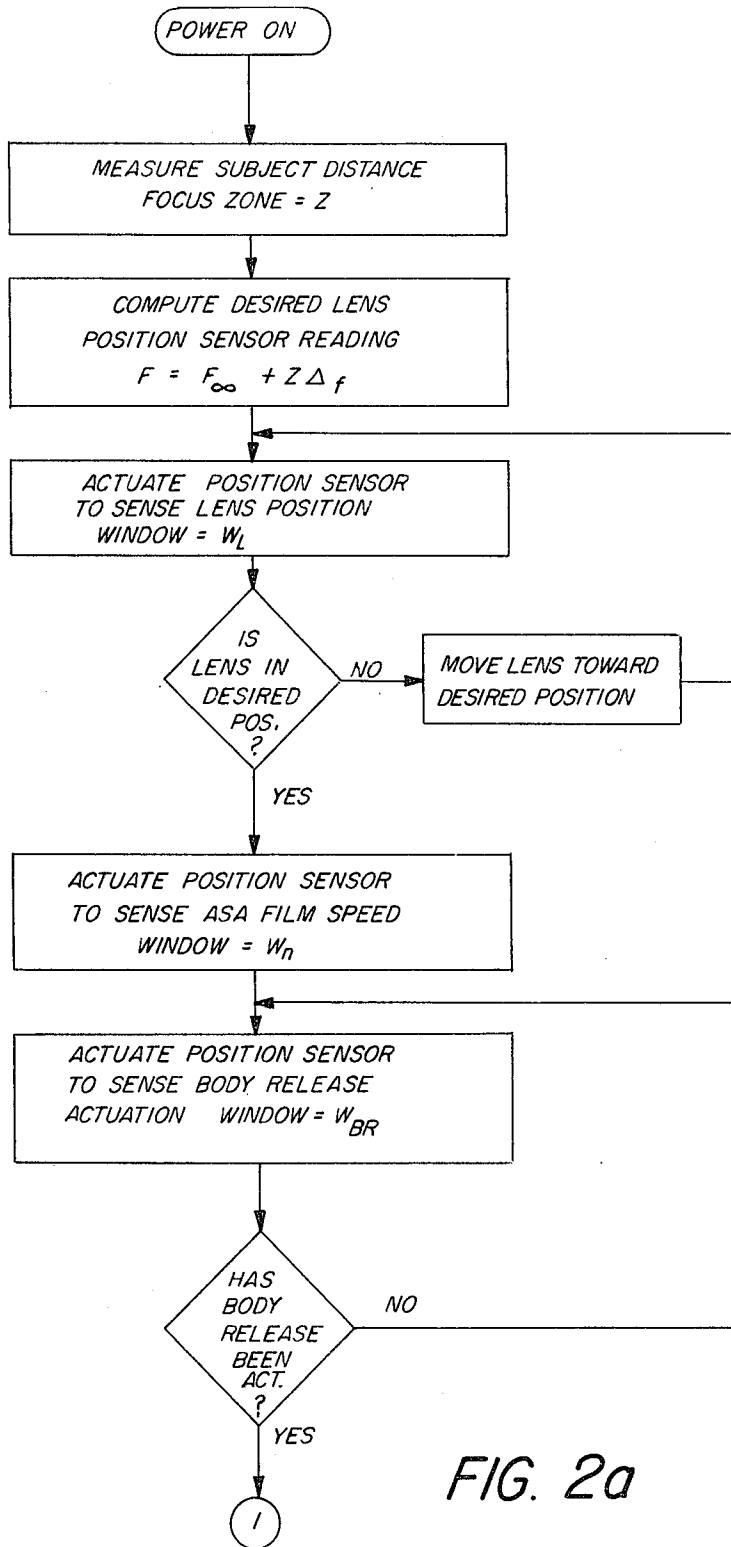 POWER ON
MEASURE SUBJECT DISTANCE
FOCUS ZONE = Z
COMPUTE DESIRED LENS
POSITION SENSOR READING
F = F∞ + Z Δf
ACTUATE POSITION SENSOR
TO SENSE LENS POSITION
WINDOW = WL
IS
LENS IN
DESIRED
POS.
?
NO
MOVE LENS TOWARD
DESIRED POSITION
YES
ACTUATE POSITION SENSOR
TO SENSE ASA FILM SPEED
WINDOW = Wn
ACTUATE POSITION SENSOR
TO SENSE BODY RELEASE
ACTUATION WINDOW = WBR
HAS
BODY
RELEASE
BEEN
ACT.
?
NO
YES
1
FIG. 2a